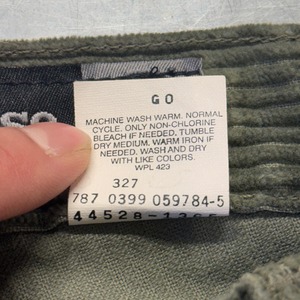 GO
MACHINE WASH WARM. NORMAL
CYCLE. ONLY NON-CHLORINE
BLEACH IF NEEDED. TUMBLE
DRY MEDIUM. WARM IRON IF
NEEDED. WASH AND DRY
WITH LIKE COLORS.
WPL 423
327
787 0399 059784-5